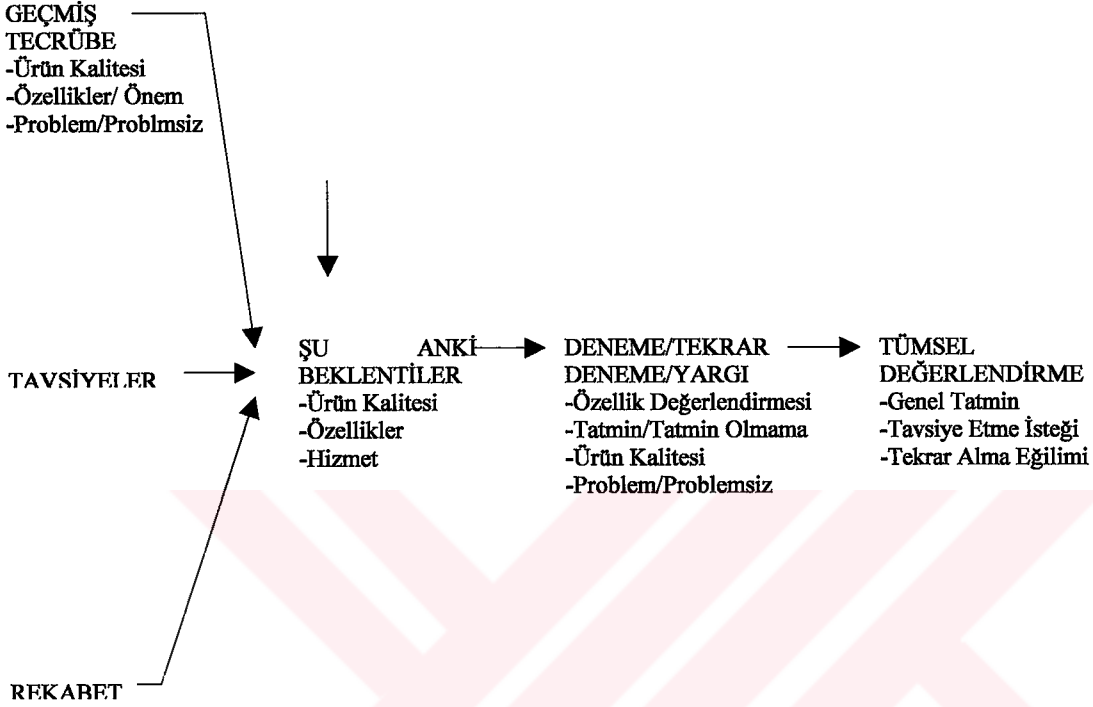 GEÇMİŞ
TECRÜBE
-Ürün Kalitesi
-Özellikler/ Önem
-Problem/Problmsiz
TAVSİYELER
REKABET
ŞU ANKİ
BEKLENTİLER
-Ürün Kalitesi
-Özellikler
-Hizmet
DENEME/TEKRAR
DENEME/YARGI
-Özellik Değerlendirmesi
-Tatmin/Tatmin Olmama
-Ürün Kalitesi
-Problem/Problemsiz
TÜMSEL
DEĞERLENDİRME
-Genel Tatmin
-Tavsiye Etme İsteği
-Tekrar Alma Eğilimi